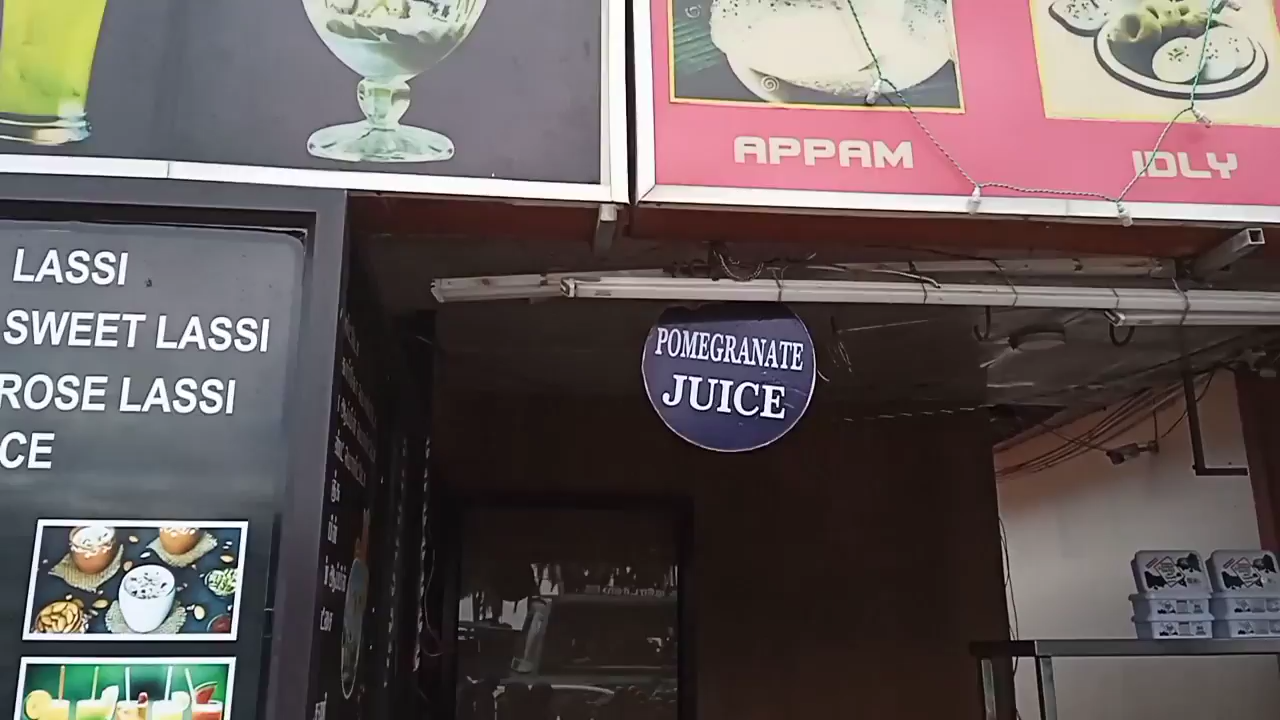 APPAM
IDLY
LASSI
SWEET LASSI
ROSE LASSI
CE
POMEGRANATE
JUICE